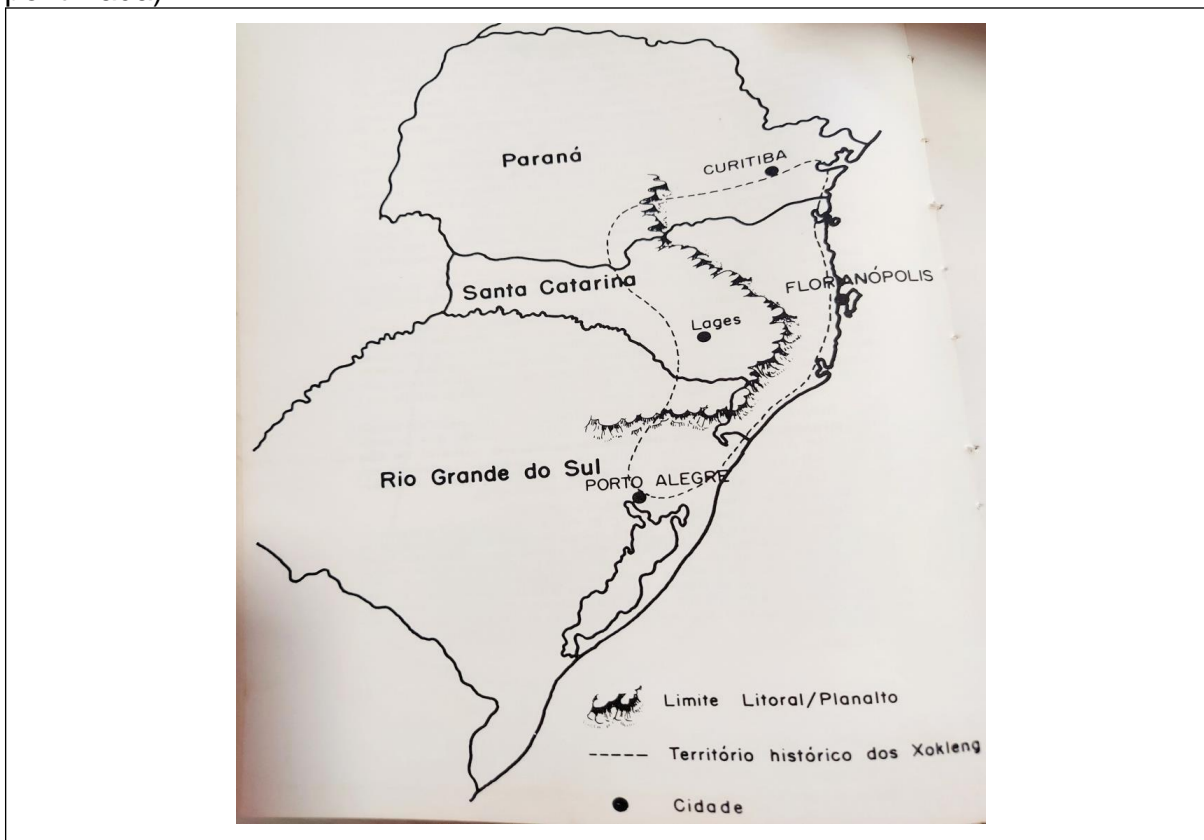 Paraná
CURITIBA
Santa Catarina
FLORIANÓPOLIS
Lages
Rio Grande do Sul
PORTO ALEGRE
Limite Litoral/Planalto
Território histórico dos Xokleng
Cidade